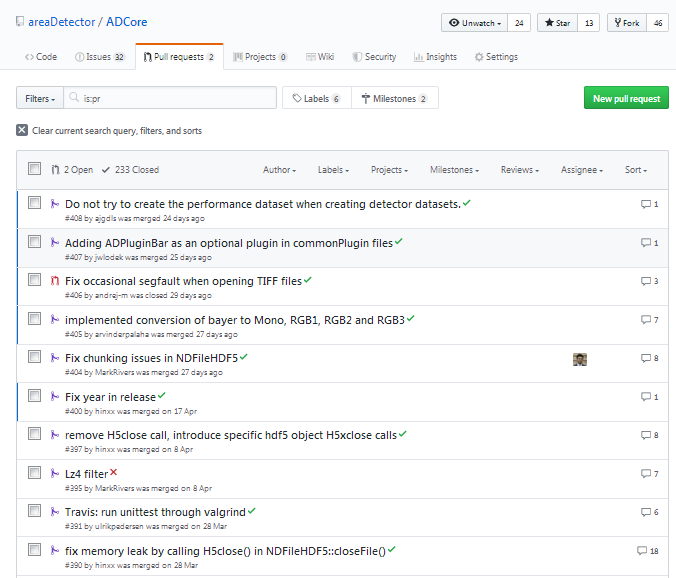 areaDetector / ADCore
Unwatch 24
Star 13
Fork 46
Code
Issues 32
Pull requests 2
Projects 0
Wiki
Security
Insights
Settings
Filters
is:pr
Labels 6
Milestones 2
New pull request
Clear current search query, filters, and sorts
2 Open
233 Closed
Author
Labels
Projects
Milestones
Reviews
Assignee
Sort
Do not try to create the performance dataset when creating detector datasets.
1
#408 by ajgdls was merged 24 days ago
Adding ADPluginBar as an optional plugin in commonPlugin files
1
#407 by jwlodek was merged 25 days ago
Fix occasional segfault when opening TIFF files
3
#406 by andrej-m was closed 29 days ago
implemented conversion of bayer to Mono, RGB1, RGB2 and RGB3
7
#405 by arvinderpalaha was merged 27 days ago
Fix chunking issues in NDFileHDF5
8
#404 by MarkRivers was merged 27 days ago
Fix year in release
1
#400 by hinxx was merged on 17 Apr
remove H5close call, introduce specific hdf5 object H5xclose calls
8
#397 by hinxx was merged on 8 Apr
Lz4 filter
7
#395 by MarkRivers was merged on 8 Apr
Travis: run unittest through valgrind
6
#391 by ulrikpedersen was merged on 28 Mar
fix memory leak by calling H5close() in NDFileHDF5::closeFile()
18
#390 by hinxx was merged on 28 Mar